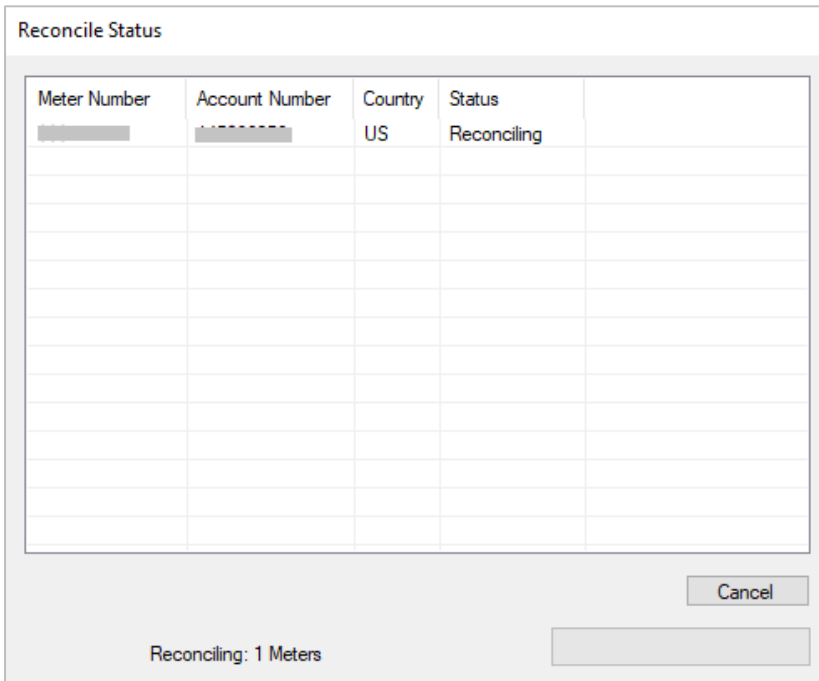 Reconcile Status
Meter Number Account Number Country Status
US Reconciling
Cancel
Reconciling: 1 Meters